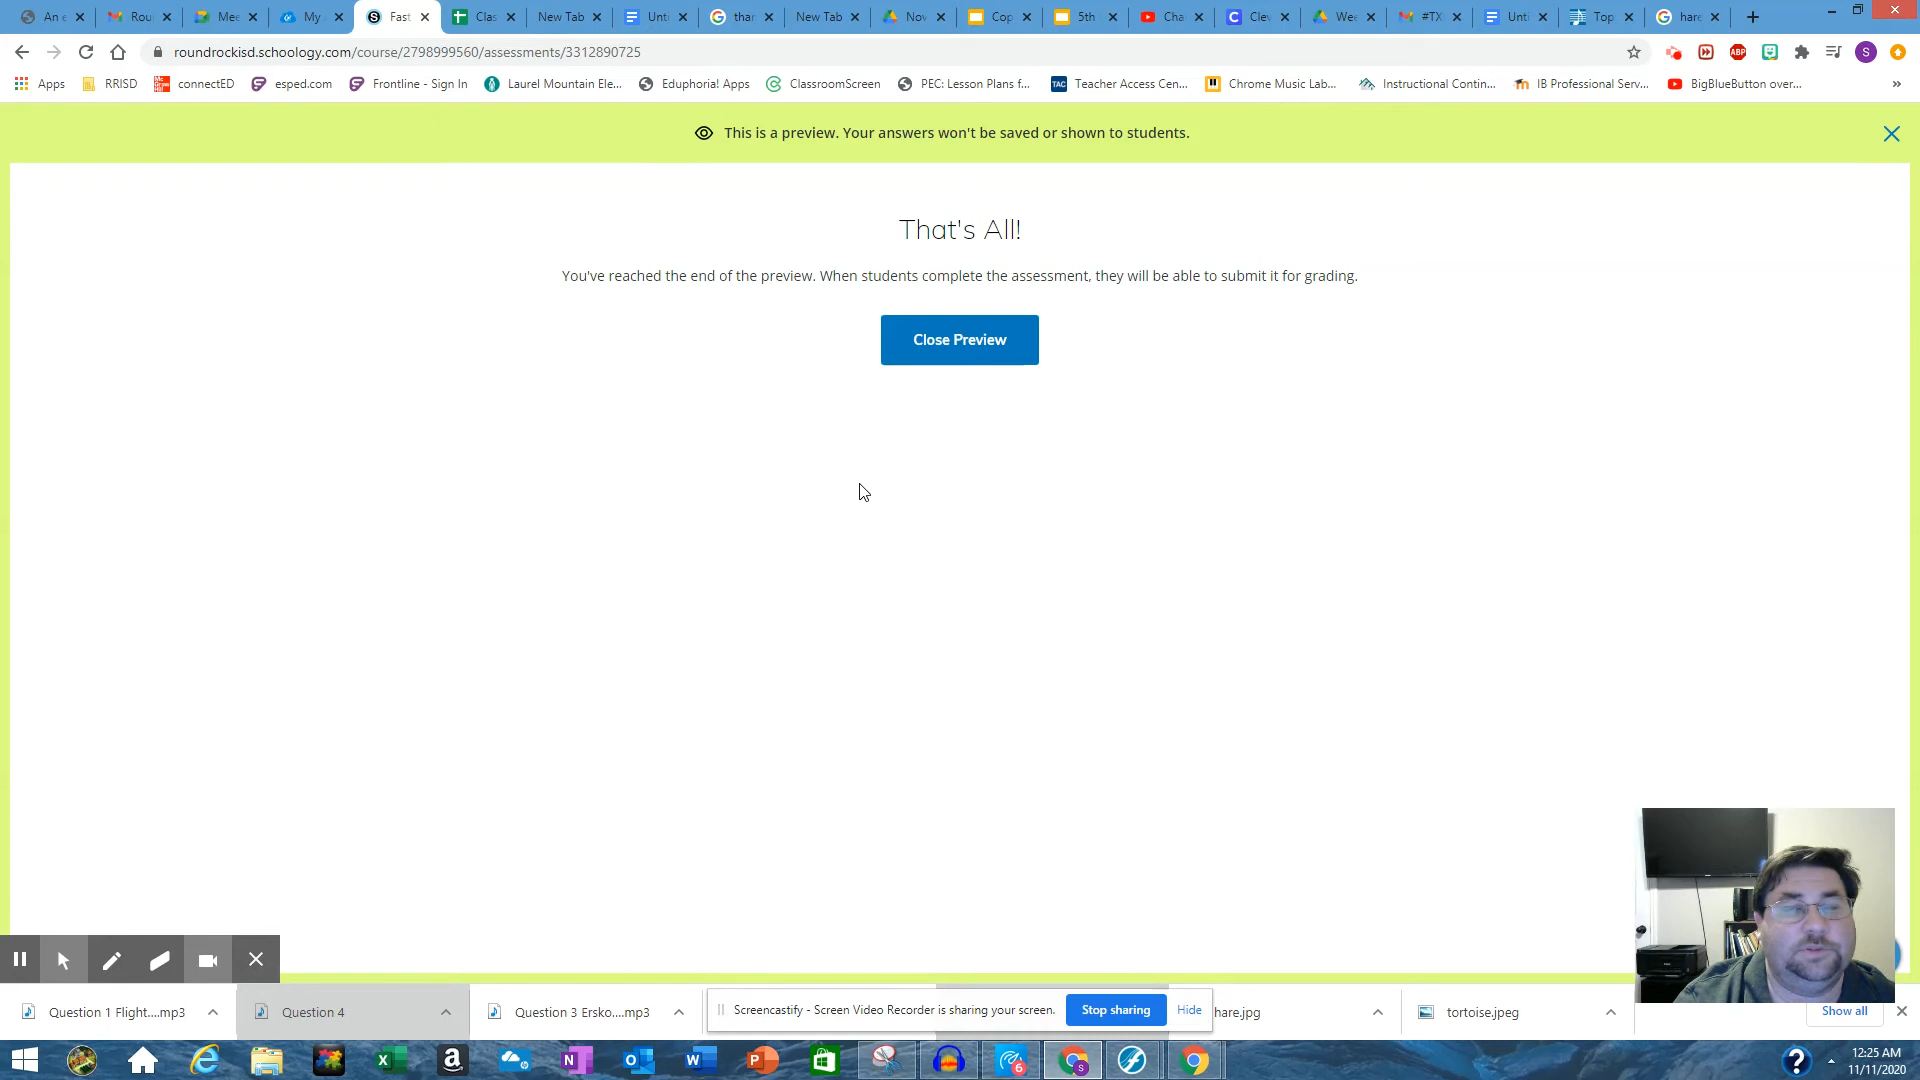 An e
Rou
Mee
My
Fast
Clas
New Tab
Unti
thar
New Tab
Nov
Cop
5th
Cha
Clev
Wee
#TX
Unti
Top
hare
roundrockisd.schoology.com/course/2798999560/assessments/3312890725
ABP
S
Apps
RRISD
connectED
esped.com
Frontline - Sign In
Laurel Mountain Ele...
Eduphoria! Apps
ClassroomScreen
PEC: Lesson Plans f...
TAC
Teacher Access Cen...
Chrome Music Lab...
Instructional Contin...
IB Professional Serv...
BigBlueButton over...
»
This is a preview. Your answers won't be saved or shown to students.
That's All!
You've reached the end of the preview. When students complete the assessment, they will be able to submit it for grading.
Close Preview
Question 1 Flight....mp3
Question 4
Question 3 Ersko....mp3
Screencastify - Screen Video Recorder is sharing your screen.
Stop sharing
Hide
hare.jpg
tortoise.jpeg
Show all
6
12:25 AM
11/11/2020